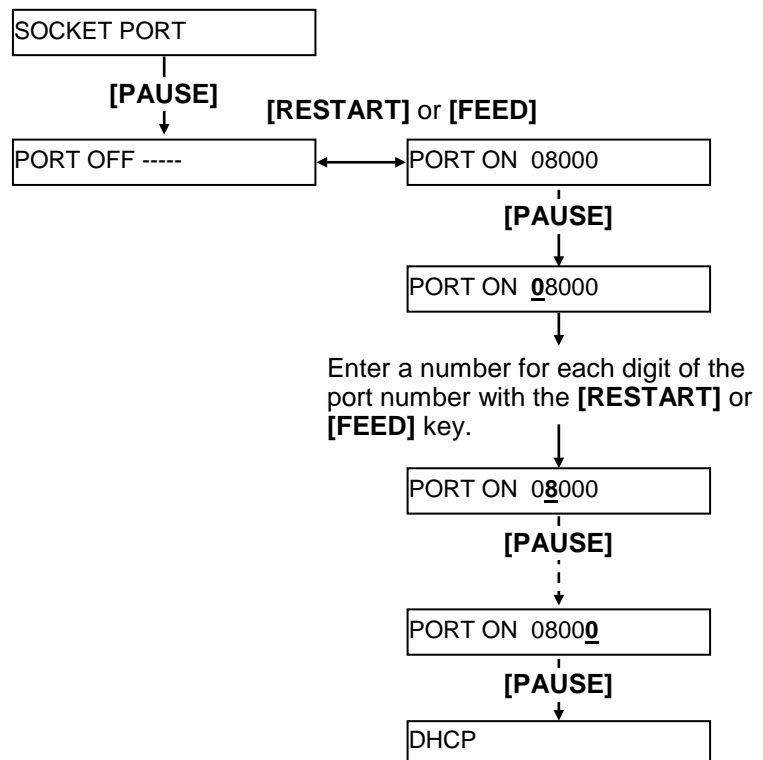 SOCKET PORT
[PAUSE]
[RESTART] or [FEED]
PORT OFF -----
PORT ON 08000
[PAUSE]
PORT ON 08000
Enter a number for each digit of the
port number with the [RESTART] or
[FEED] key.
PORT ON 08000
[PAUSE]
PORT ON 08000
[PAUSE]
DHCP